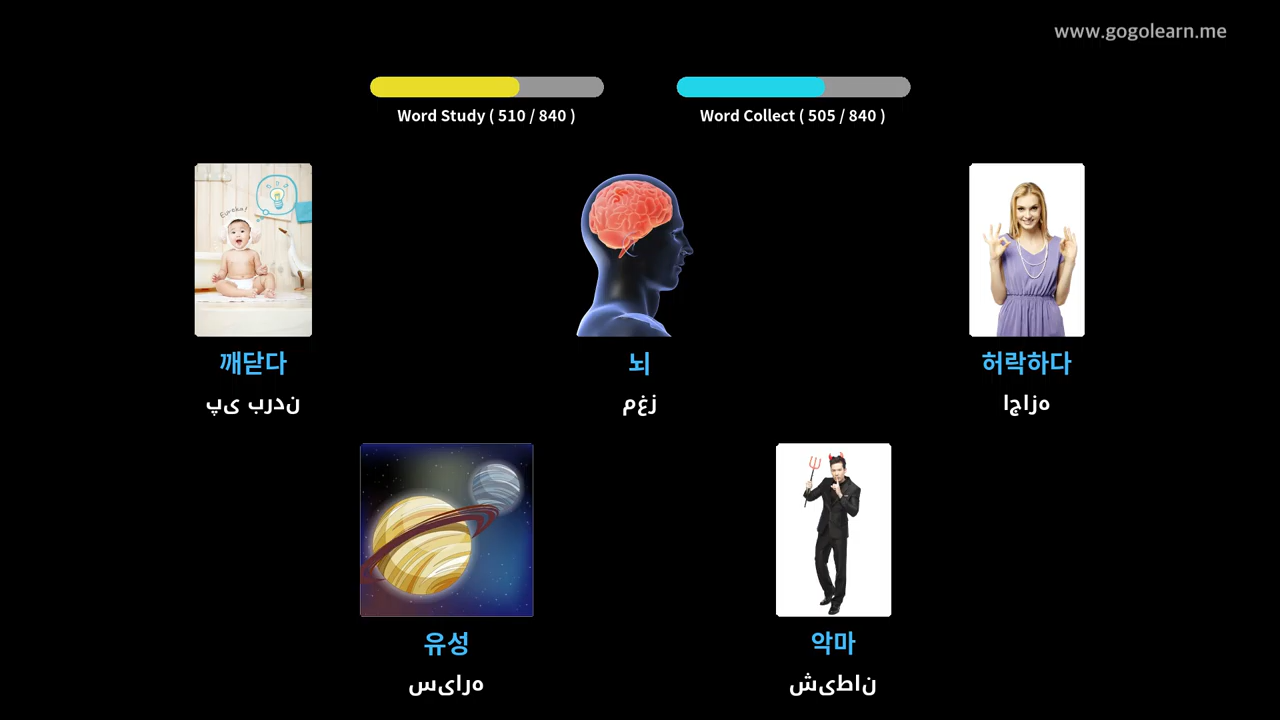 www.gogolearn.me
Word Study ( 510 / 840 )
Word Collect ( 505 / 840 )
Eureka!
깨닫다
پی بردن
뇌
مغز
허락하다
اجازه
유성
سیاره
악마
شیطان